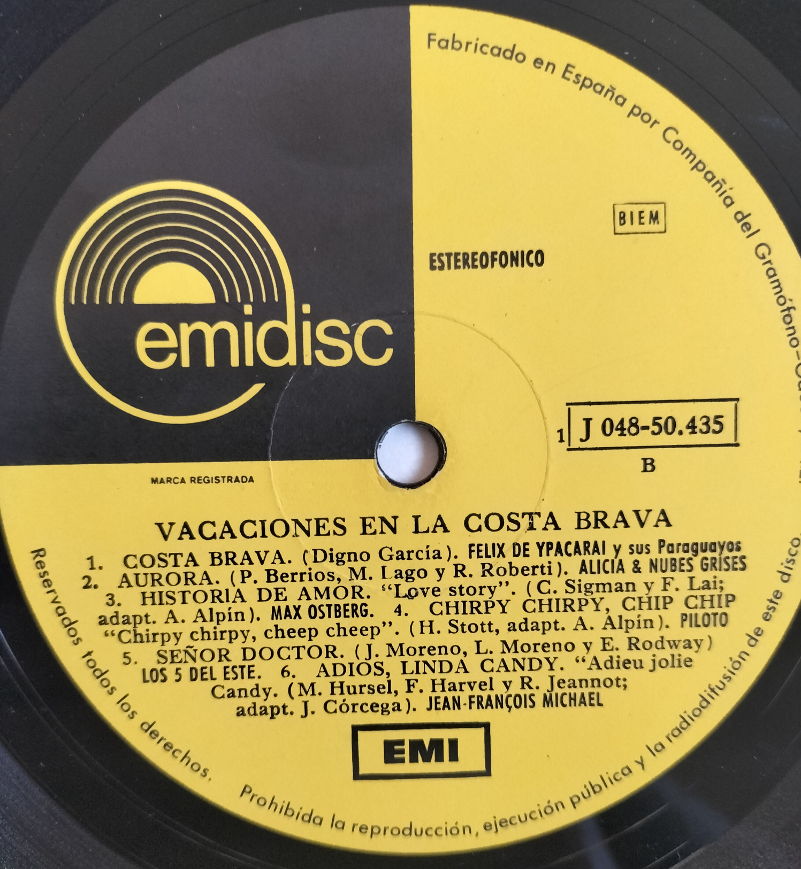 Fabricado en España por Compañía del Gramófono-
BIEM
ESTEREOFONICO
emidisc
1 J 048-50.435
B
MARCA REGISTRADA
VACACIONES EN LA COSTA BRAVA
1. COSTA BRAVA. (Digno García). FELIX DE YPACARAI y sus Paraguayos
2. AURORA. (P. Berrios, M. Lago y R. Roberti). ALICIA & NUBES GRISES
3. HISTORIA DE AMOR. “Love story”. (C. Sigman y F. Lai;
adapt. A. Alpín). MAX OSTBERG. 4. CHIRPY CHIRPY, CHIP CHIP
“Chirpy chirpy, cheep cheep”. (H. Stott, adapt. A. Alpín). PILOTO
5. SEÑOR DOCTOR. (J. Moreno, L. Moreno y E. Rodway)
LOS 5 DEL ESTE. 6. ADIOS, LINDA CANDY. “Adieu jolie
Candy. (M. Hursel, F. Harvel y R. Jeannot;
adapt. J. Córcega). JEAN-FRANÇOIS MICHAEL
EMI
Reservados todos los derechos. Prohibida la reproducción, ejecución pública y la radiodifusión de este disco.